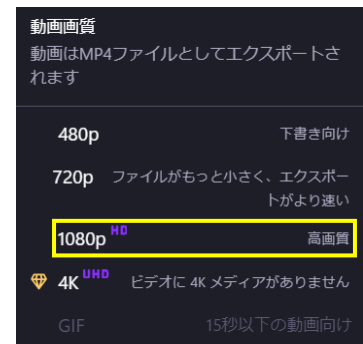 動画画質
動画はMP4ファイルとしてエクスポートさ
れます
480p 下書き向け
720p ファイルがもっと小さく、エクスポー
トがより速い
1080p HD 高画質
4K UHD ビデオに 4K メディアがありません
GIF 15秒以下の動画向け